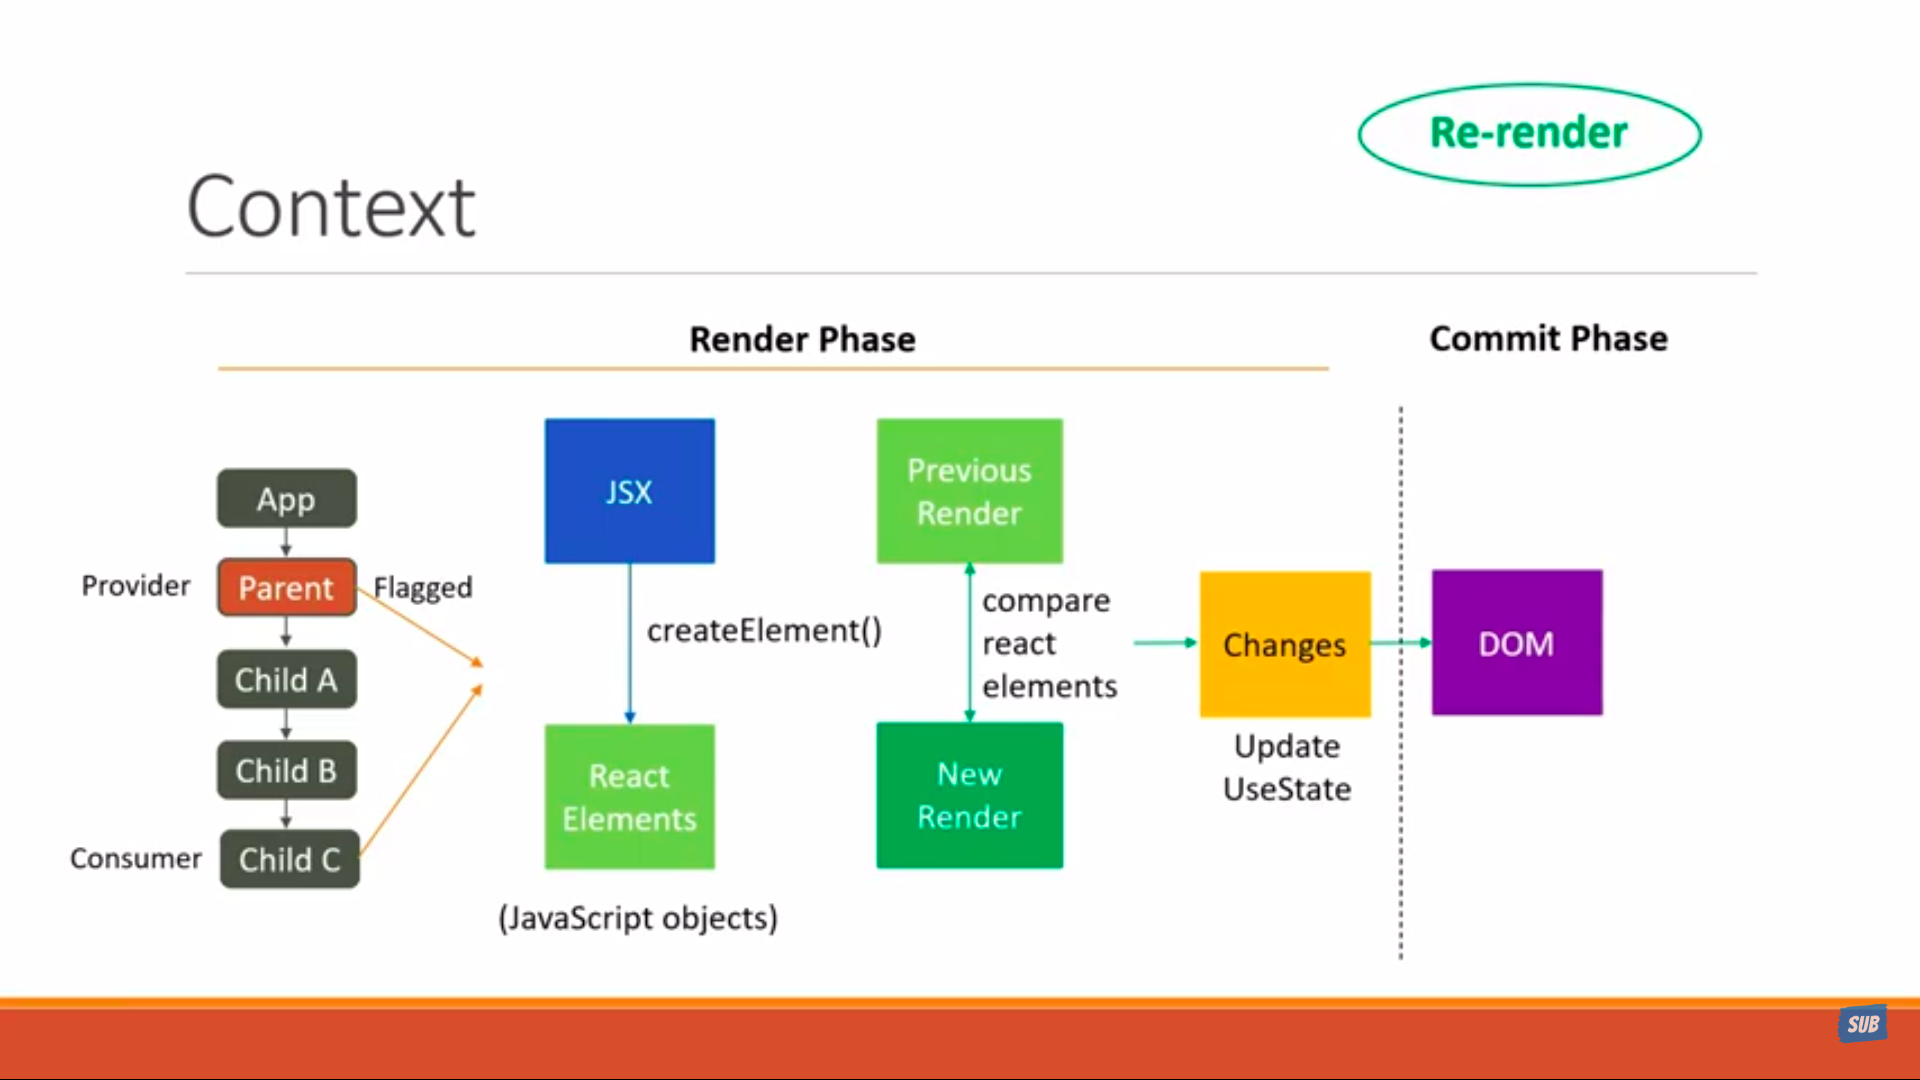 Re-render
Context
Render Phase
Commit Phase
App
Provider
Parent
Flagged
Child A
Child B
Consumer
Child C
JSX
createElement()
React
Elements
(JavaScript objects)
Previous
Render
compare
react
elements
New
Render
Changes
Update
UseState
DOM
SUB